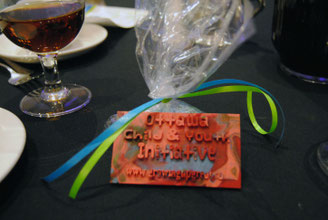 Ottawa
Child & Youth
Initiative